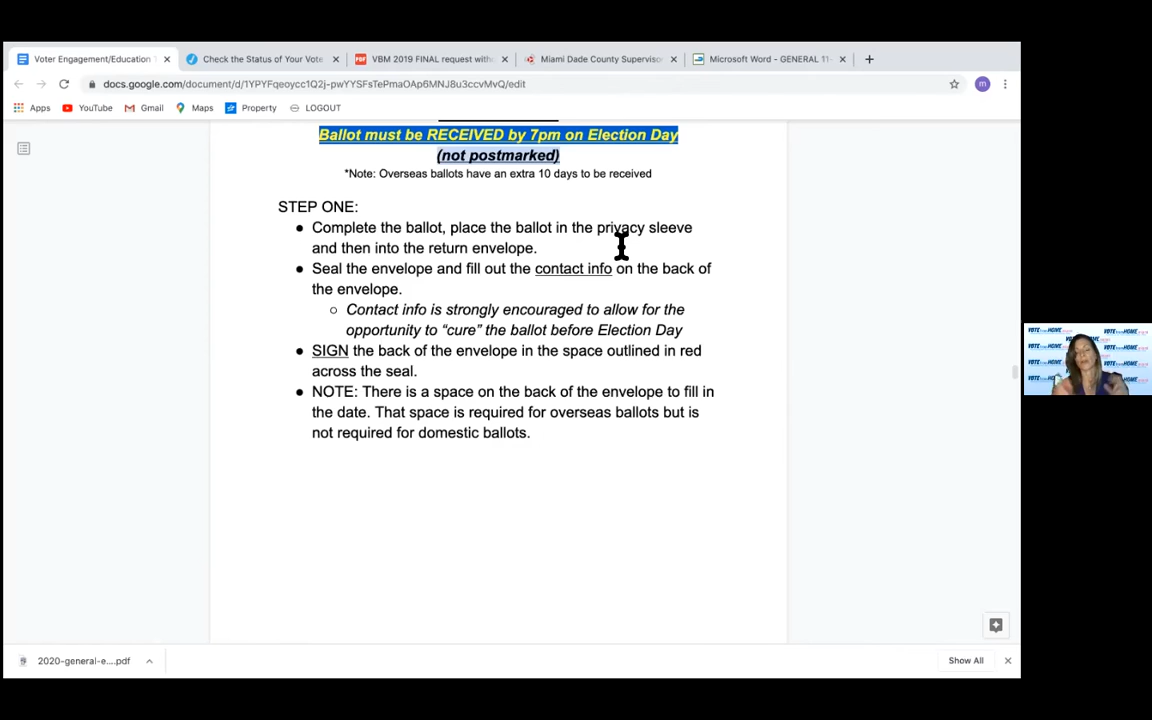 Voter Engagement/Education T
Check the Status of Your Vote
VBM 2019 FINAL request with
Miami Dade County Supervisor
Microsoft Word - GENERAL 11-
docs.google.com/document/d/1YPYFqeoycc1Q2j-pwYYSFsTePmaOAp6MNJ8u3ccvMvQ/edit
m
Apps YouTube Gmail Maps Property LOGOUT
Ballot must be RECEIVED by 7pm on Election Day
(not postmarked)
*Note: Overseas ballots have an extra 10 days to be received
STEP ONE:
● Complete the ballot, place the ballot in the privacy sleeve
and then into the return envelope.
● Seal the envelope and fill out the contact info on the back of
the envelope.
○ Contact info is strongly encouraged to allow for the
opportunity to “cure” the ballot before Election Day
● SIGN the back of the envelope in the space outlined in red
across the seal.
● NOTE: There is a space on the back of the envelope to fill in
the date. That space is required for overseas ballots but is
not required for domestic ballots.
2020-general-e....pdf
Show All